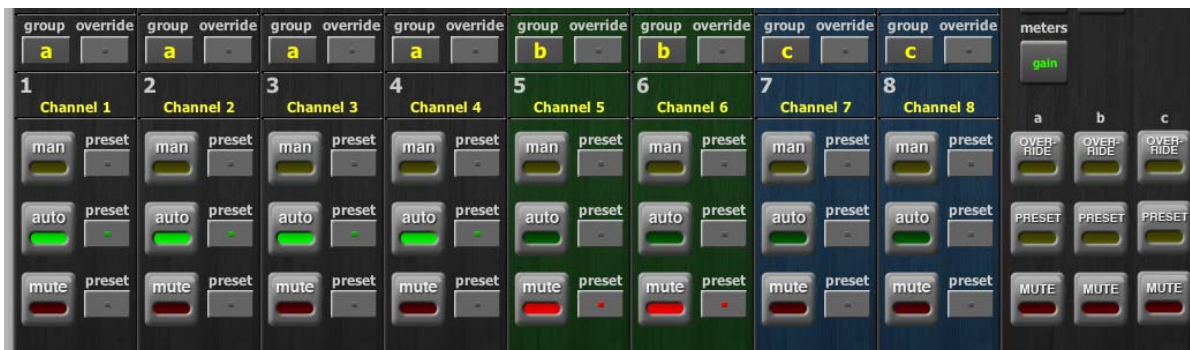 group override group override group override group override group override group override group override group override
meters
a a a a b b c c
gain
1 2 3 4 5 6 7 8
Channel 1 Channel 2 Channel 3 Channel 4 Channel 5 Channel 6 Channel 7 Channel 8
a b c
man preset man preset man preset man preset man preset man preset man preset man preset
OVER-RIDE OVER-RIDE OVER-RIDE
auto preset auto preset auto preset auto preset auto preset auto preset auto preset auto preset
PRESET PRESET PRESET
mute preset mute preset mute preset mute preset mute preset mute preset mute preset mute preset
MUTE MUTE MUTE